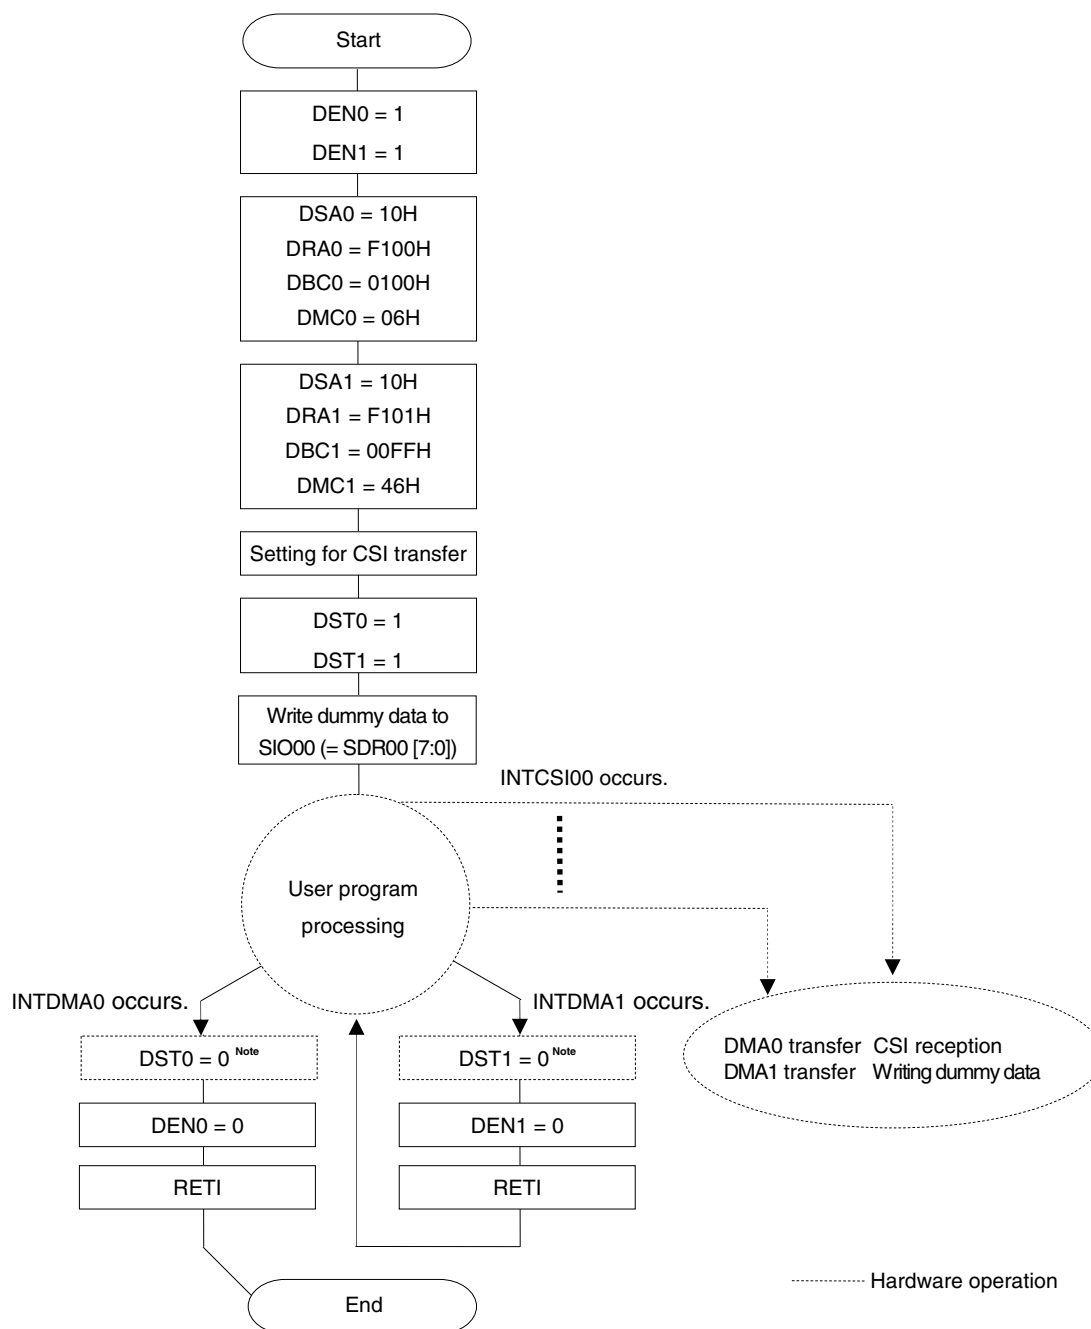 Start
DEN0 = 1
DEN1 = 1
DSA0 = 10H
DRA0 = F100H
DBC0 = 0100H
DMC0 = 06H
DSA1 = 10H
DRA1 = F101H
DBC1 = 00FFH
DMC1 = 46H
Setting for CSI transfer
DST0 = 1
DST1 = 1
Write dummy data to
SIO00 (= SDR00 [7:0])
INTCSI00 occurs.
User program
processing
INTDMA0 occurs.
INTDMA1 occurs.
DST0 = 0 Note
DST1 = 0 Note
DMA0 transfer CSI reception
DMA1 transfer Writing dummy data
DEN0 = 0
DEN1 = 0
RETI
RETI
Hardware operation
End